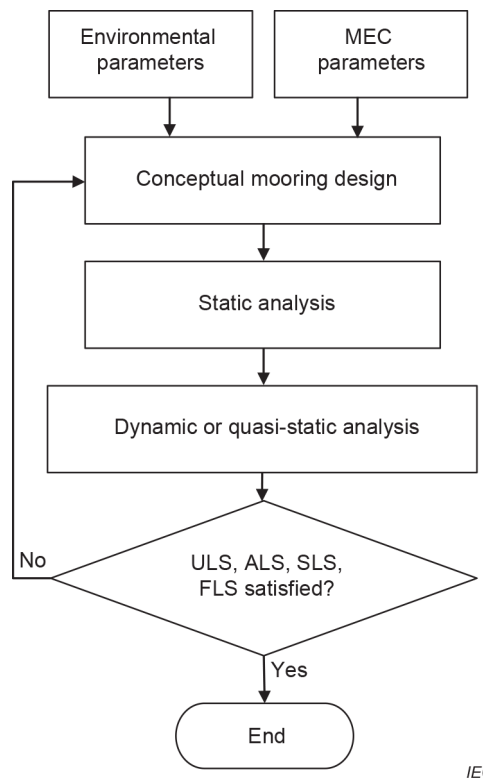 Environmental
parameters
MEC
parameters
Conceptual mooring design
Static analysis
Dynamic or quasi-static analysis
ULS, ALS, SLS,
FLS satisfied?
No
Yes
End